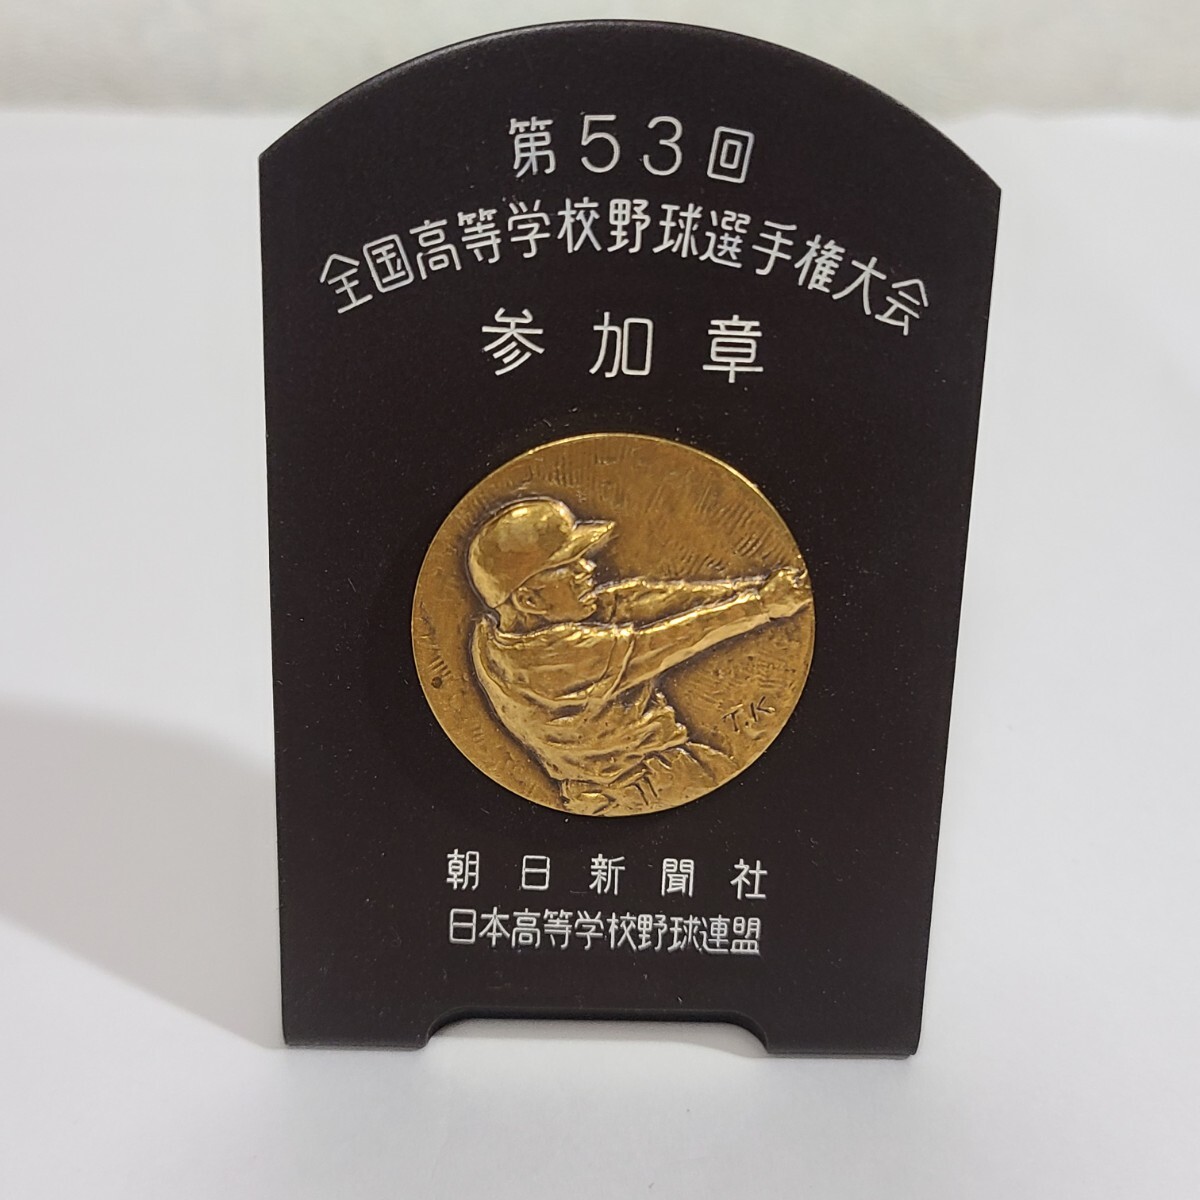 第53回
全国高等学校野球選手権大会
参加章
T.K
朝日新聞社
日本高等学校野球連盟